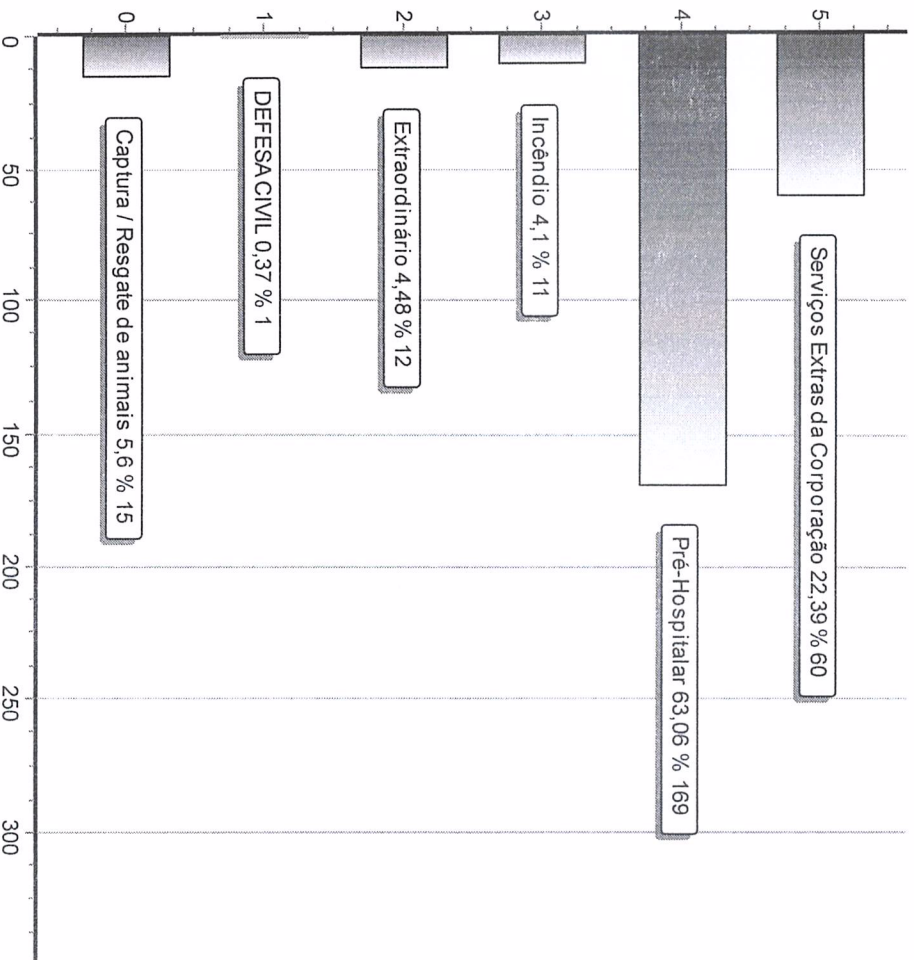 5
4
3
2
1
0
Serviços Extras da Corporação 22,39 % 60
Pré-Hospitalar 63,06 % 169
Incêndio 4,1 % 11
Extraordinário 4,48 % 12
DEFESA CIVIL 0,37 % 1
Captura / Resgate de animais 5,6 % 15
0
50
100
150
200
250
300